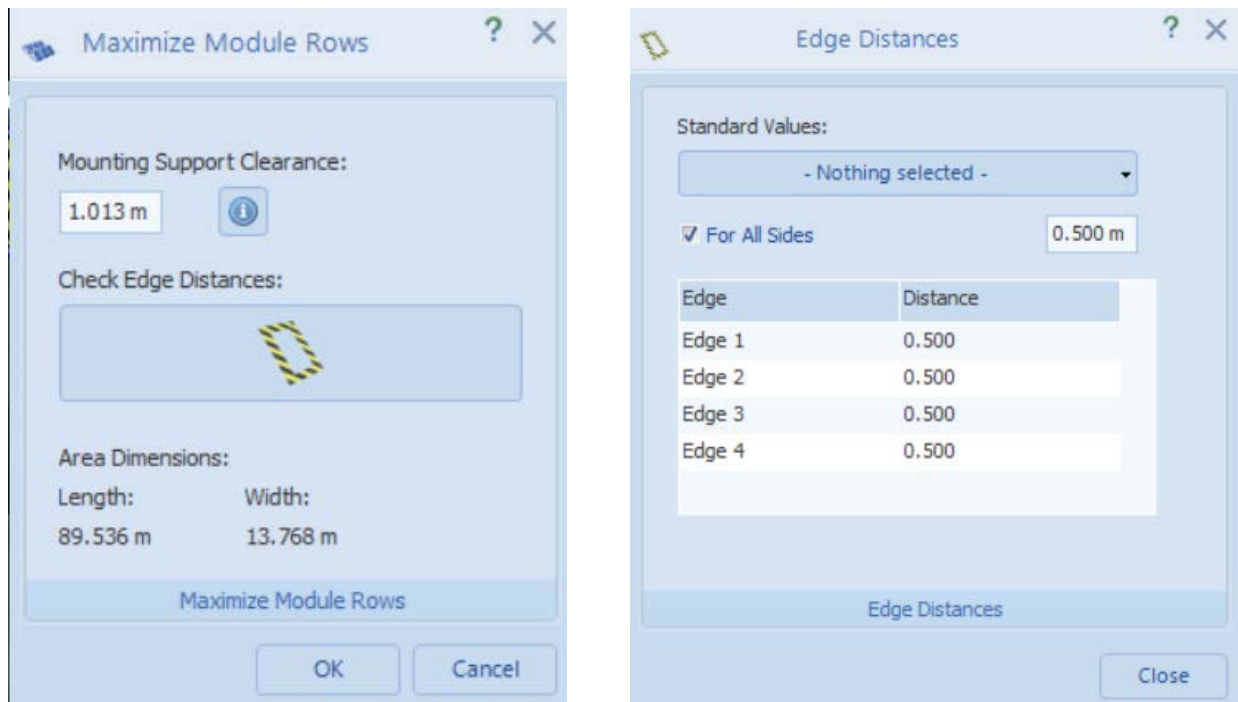 Maximize Module Rows
?
Mounting Support Clearance:
1.013 m
Check Edge Distances:
Area Dimensions:
Length: Width:
89.536 m 13.768 m
Maximize Module Rows
OK Cancel
Edge Distances
?
Standard Values:
- Nothing selected -
For All Sides 0.500 m
Edge Distance
Edge 1 0.500
Edge 2 0.500
Edge 3 0.500
Edge 4 0.500
Edge Distances
Close